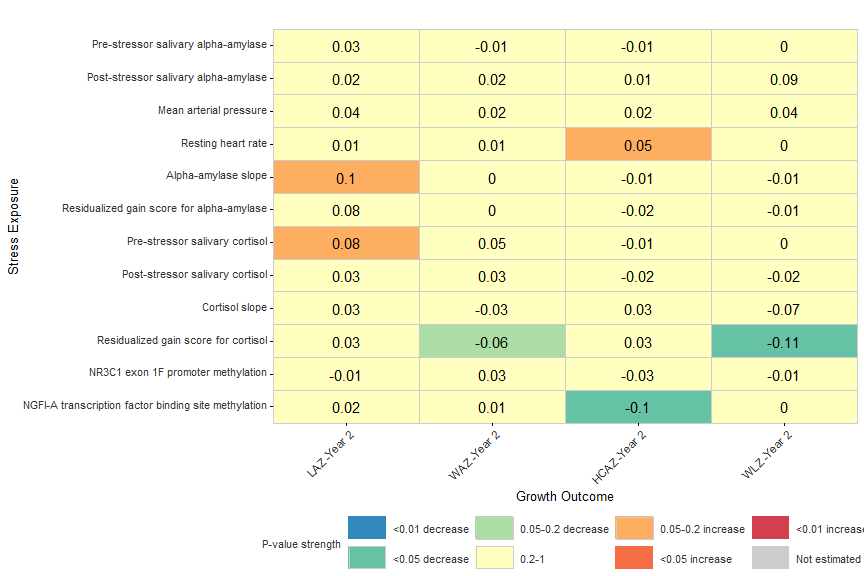 Stress Exposure
Pre-stressor salivary alpha-amylase 0.03 -0.01 -0.01 0
Post-stressor salivary alpha-amylase 0.02 0.02 0.01 0.09
Mean arterial pressure 0.04 0.02 0.02 0.04
Resting heart rate 0.01 0.01 0.05 0
Alpha-amylase slope 0.1 0 -0.01 -0.01
Residualized gain score for alpha-amylase 0.08 0 -0.02 -0.01
Pre-stressor salivary cortisol 0.08 0.05 -0.01 0
Post-stressor salivary cortisol 0.03 0.03 -0.02 -0.02
Cortisol slope 0.03 -0.03 0.03 -0.07
Residualized gain score for cortisol 0.03 -0.06 0.03 -0.11
NR3C1 exon 1F promoter methylation -0.01 0.03 -0.03 -0.01
NGFI-A transcription factor binding site methylation 0.02 0.01 -0.1 0
LAZ-Year 2 WAZ-Year 2 HCAZ-Year 2 WLZ-Year 2
Growth Outcome
P-value strength
<0.01 decrease 0.05-0.2 decrease 0.05-0.2 increase <0.01 increas
<0.05 decrease 0.2-1 <0.05 increase Not estimated